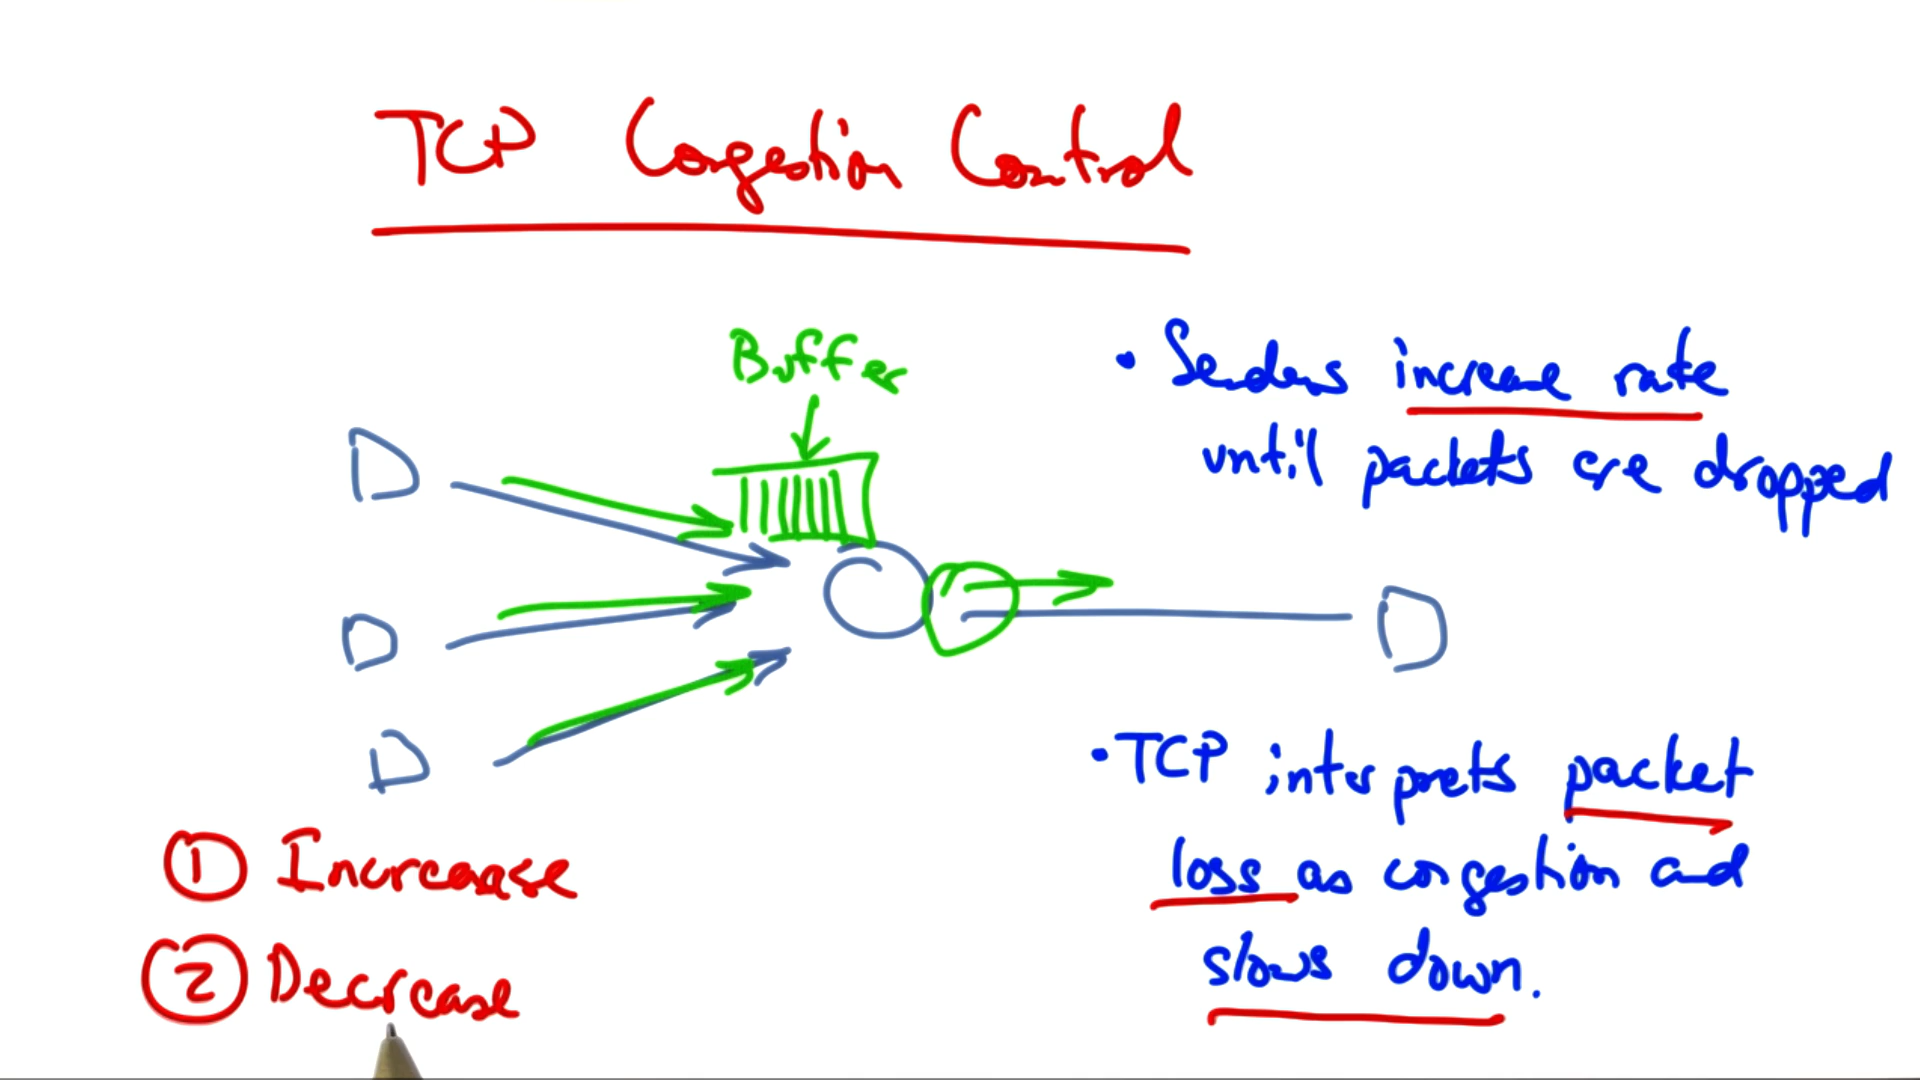 TCP Congestion Control
Buffer
• Senders increase rate
until packets are dropped
• TCP interprets packet
loss as congestion and
slows down.
① Increase
② Decrease